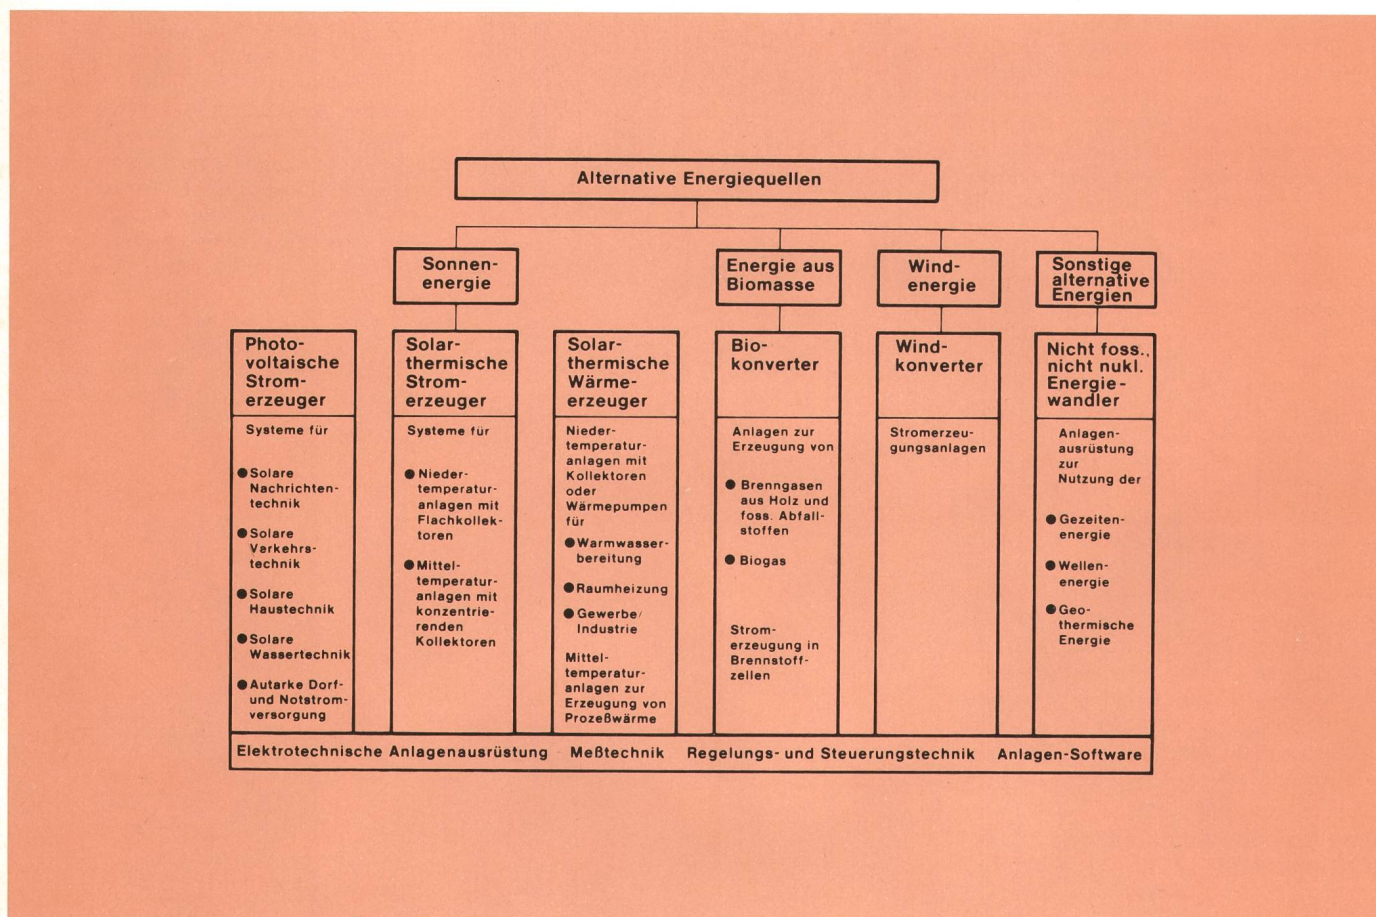 Alternative Energiequellen
Sonnen-
energie
Energie aus
Biomasse
Wind-
energie
Sonstige
alternative
Energien
Photo-
voltaische
Strom-
erzeuger
Systeme für
● Solare
Nachrichten-
technik
● Solare
Verkehrs-
technik
● Solare
Haustechnik
● Solare
Wassertechnik
● Autarke Dorf-
und Notstrom-
versorgung
Solar-
thermische
Strom-
erzeuger
Systeme für
● Nieder-
temperatur-
anlagen mit
Flachkollek-
toren
● Mittel-
temperatur-
anlagen mit
konzentrie-
renden
Kollektoren
Solar-
thermische
Wärme-
erzeuger
Nieder-
temperatur-
anlagen mit
Kollektoren
oder
Wärmepumpen
für
● Warmwasser-
bereitung
● Raumheizung
● Gewerbe/
Industrie
Mittel-
temperatur-
anlagen zur
Erzeugung von
Prozeßwärme
Bio-
konverter
Anlagen zur
Erzeugung von
● Brenngasen
aus Holz und
foss. Abfall-
stoffen
● Biogas
Strom-
erzeugung in
Brennstoff-
zellen
Wind-
konverter
Stromerzeu-
gungsanlagen
Nicht foss.,
nicht nukl.
Energie-
wandler
Anlagen-
ausrüstung
zur
Nutzung der
● Gezeiten-
energie
● Wellen-
energie
● Geo-
thermische
Energie
Elektrotechnische Anlagenausrüstung Meßtechnik Regelungs- und Steuerungstechnik Anlagen-Software